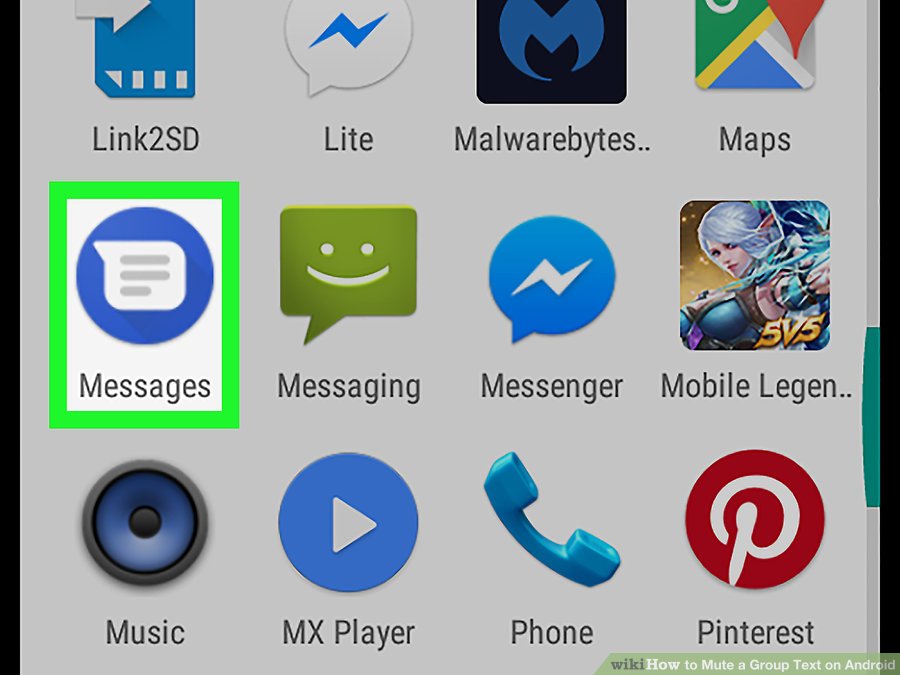 Link2SD
Lite
Malwarebytes..
Maps
Messages
Messaging
Messenger
5V5
Mobile Legen..
Music
MX Player
Phone
Pinterest
wikiHow to Mute a Group Text on Android